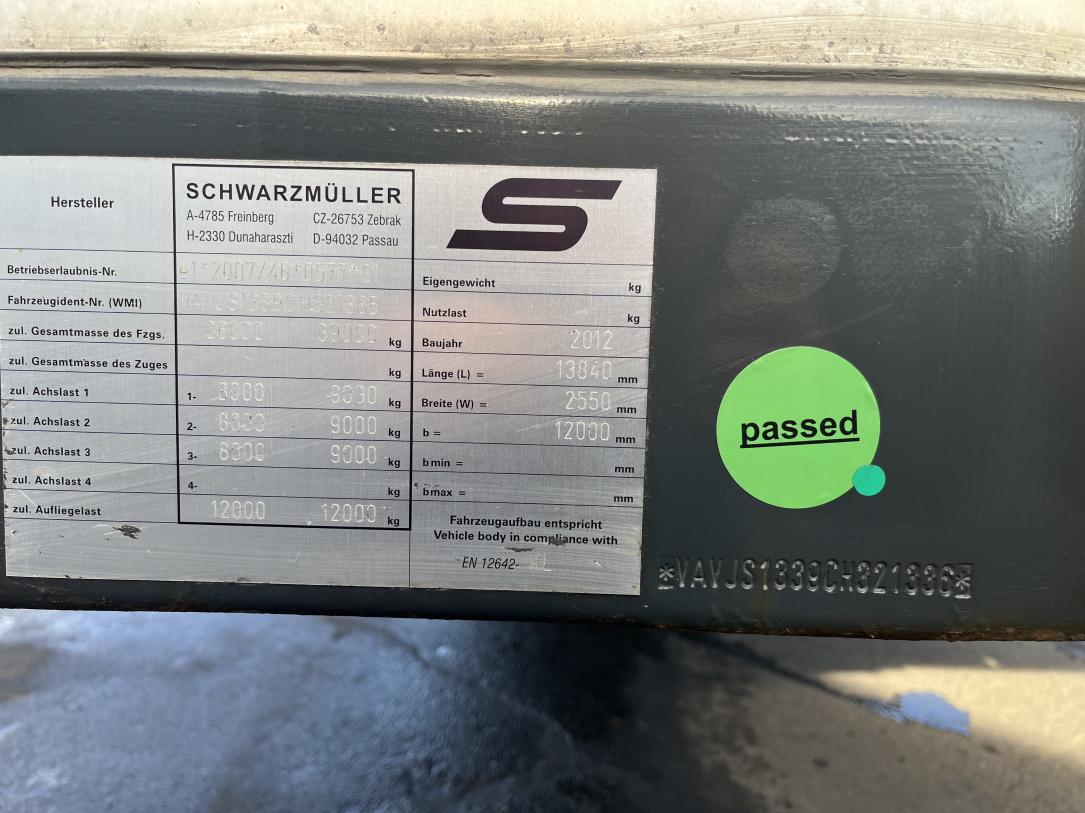 Hersteller
SCHWARZMÜLLER
A-4785 Freinberg CZ-26753 Zebrak
H-2330 Dunaharaszti D-94032 Passau
Betriebserlaubnis-Nr.
Fahrzeugident-Nr. (WMI) VAVJS1339CH321336
zul. Gesamtmasse des Fzgs. 39000 kg
zul. Gesamtmasse des Zuges kg
zul. Achslast 1 1- kg
zul. Achslast 2 2- 9000 kg
zul. Achslast 3 3- 9000 kg
zul. Achslast 4 4- kg
zul. Aufliegelast 12000 12000 kg
S
Eigengewicht kg
Nutzlast kg
Baujahr 2012
Länge (L) = 13840 mm
Breite (W) = 2550 mm
b = 12000 mm
b min = mm
bmax = mm
Fahrzeugaufbau entspricht
Vehicle body in compliance with
EN 12642-
passed
*VAVJS1339CH321336*